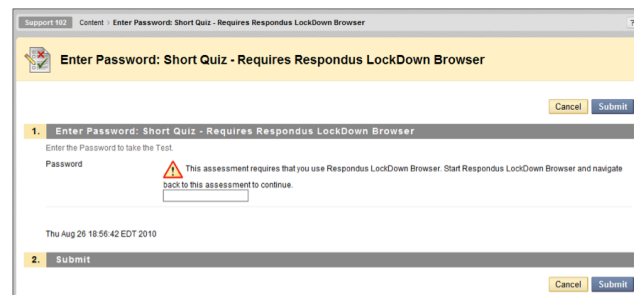 Support 102 Content > Enter Password: Short Quiz - Requires Respondus LockDown Browser ?
Enter Password: Short Quiz - Requires Respondus LockDown Browser
Cancel Submit
1. Enter Password: Short Quiz - Requires Respondus LockDown Browser
Enter the Password to take the Test.
Password This assessment requires that you use Respondus LockDown Browser. Start Respondus LockDown Browser and navigate
back to this assessment to continue.
Thu Aug 26 18:56:42 EDT 2010
2. Submit
Cancel Submit